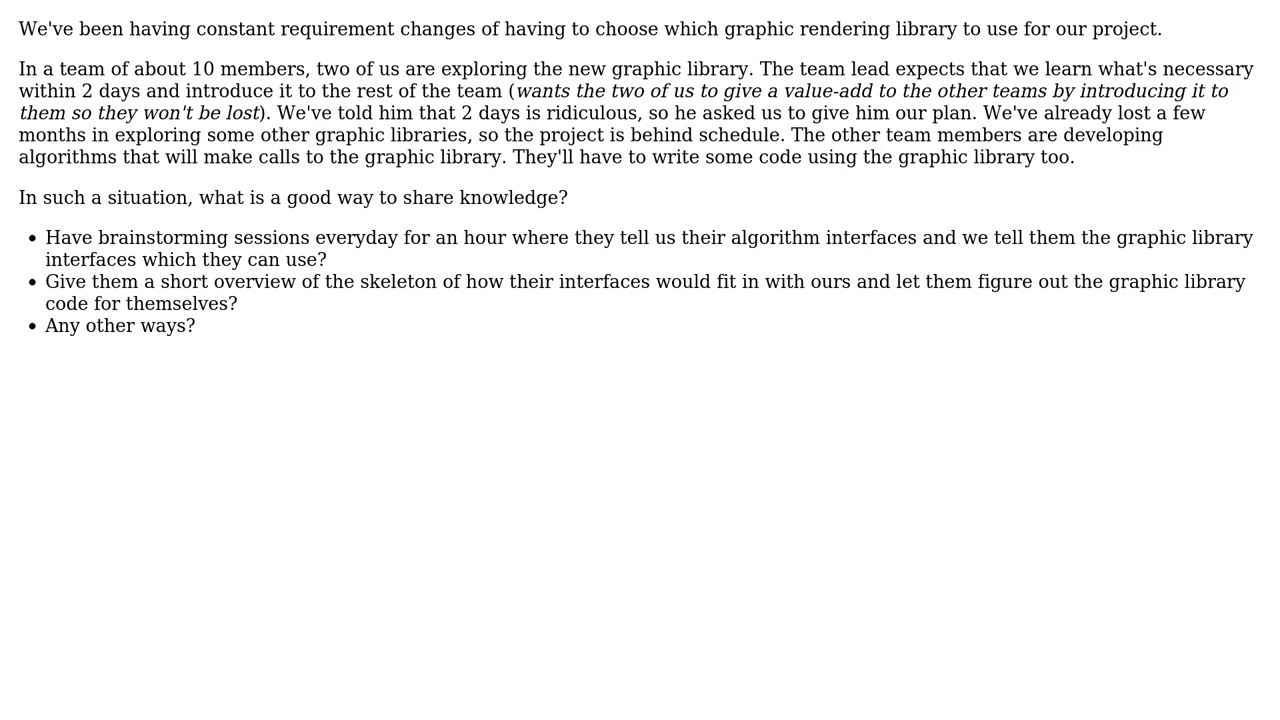 We've been having constant requirement changes of having to choose which graphic rendering library to use for our project.
In a team of about 10 members, two of us are exploring the new graphic library. The team lead expects that we learn what's necessary
within 2 days and introduce it to the rest of the team (wants the two of us to give a value-add to the other teams by introducing it to
them so they won't be lost). We've told him that 2 days is ridiculous, so he asked us to give him our plan. We've already lost a few
months in exploring some other graphic libraries, so the project is behind schedule. The other team members are developing
algorithms that will make calls to the graphic library. They'll have to write some code using the graphic library too.
In such a situation, what is a good way to share knowledge?
• Have brainstorming sessions everyday for an hour where they tell us their algorithm interfaces and we tell them the graphic library
interfaces which they can use?
• Give them a short overview of the skeleton of how their interfaces would fit in with ours and let them figure out the graphic library
code for themselves?
• Any other ways?